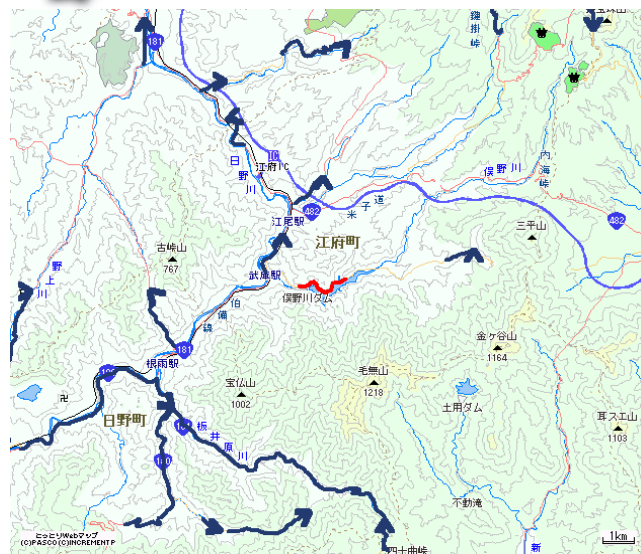 鍵掛峠
181
江府IC
IC
日野川
俣野川
内海峠
482
米子道
482
江尾駅
三平山
江府町
古峠山
767
武庫駅
野上川
俣野川ダム
伯備線
181
根雨駅
金ヶ谷山
1164
毛無山
1218
宝仏山
1002
土用ダム
耳スエ山
1103
日野町
板井原川
不動滝
四十曲峠
新
1km
とっとりWebマップ
(C)PASCO(C)INCREMENTP